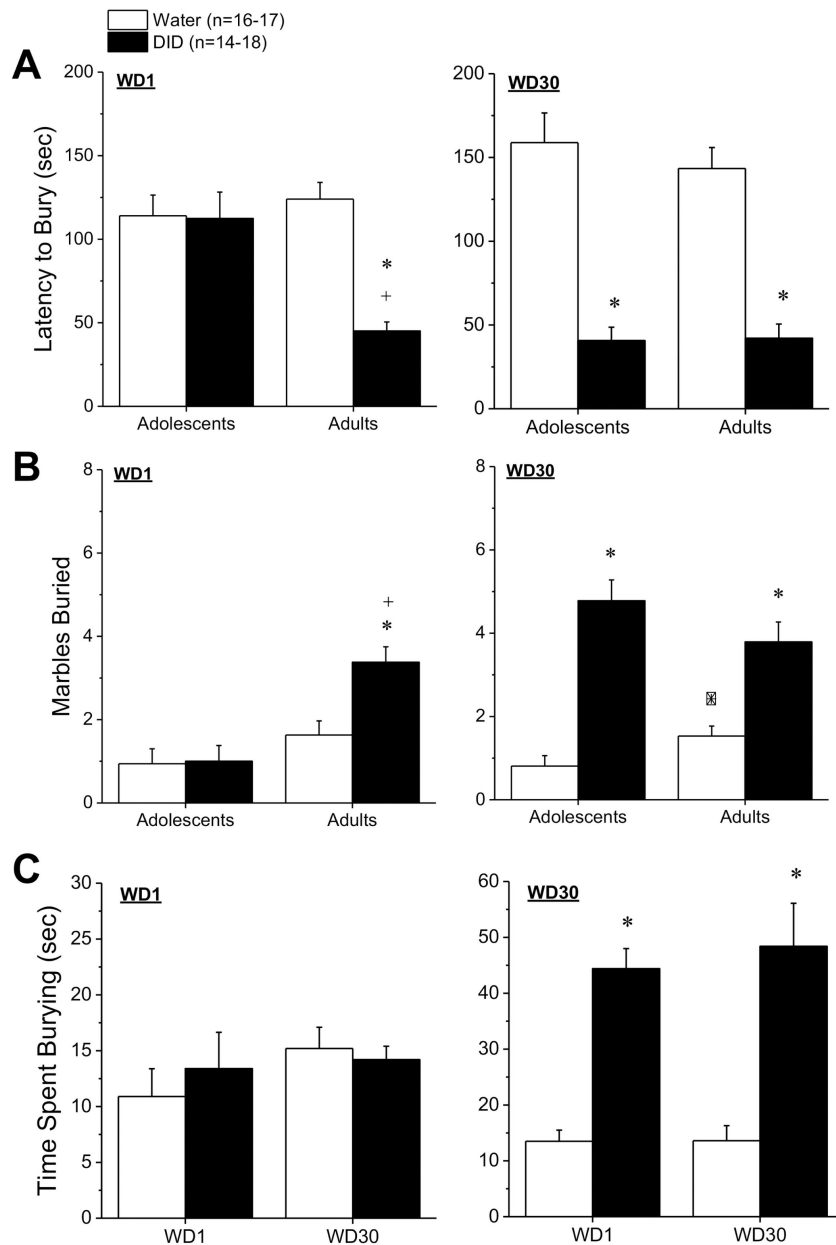 Water (n=16-17)
DID (n=14-18)
A
WD1
WD30
Latency to Bury (sec)
200
150
100
50
0
Adolescents Adults
*
+
200
150
100
50
0
Adolescents Adults
* *
B
WD1
WD30
Marbles Buried
8
6
4
2
0
Adolescents Adults
+
*
8
6
4
2
0
Adolescents Adults
* *
C
WD1
WD30
Time Spent Burying (sec)
30
25
20
15
10
5
0
WD1 WD30
60
50
40
30
20
10
0
WD1 WD30
* *